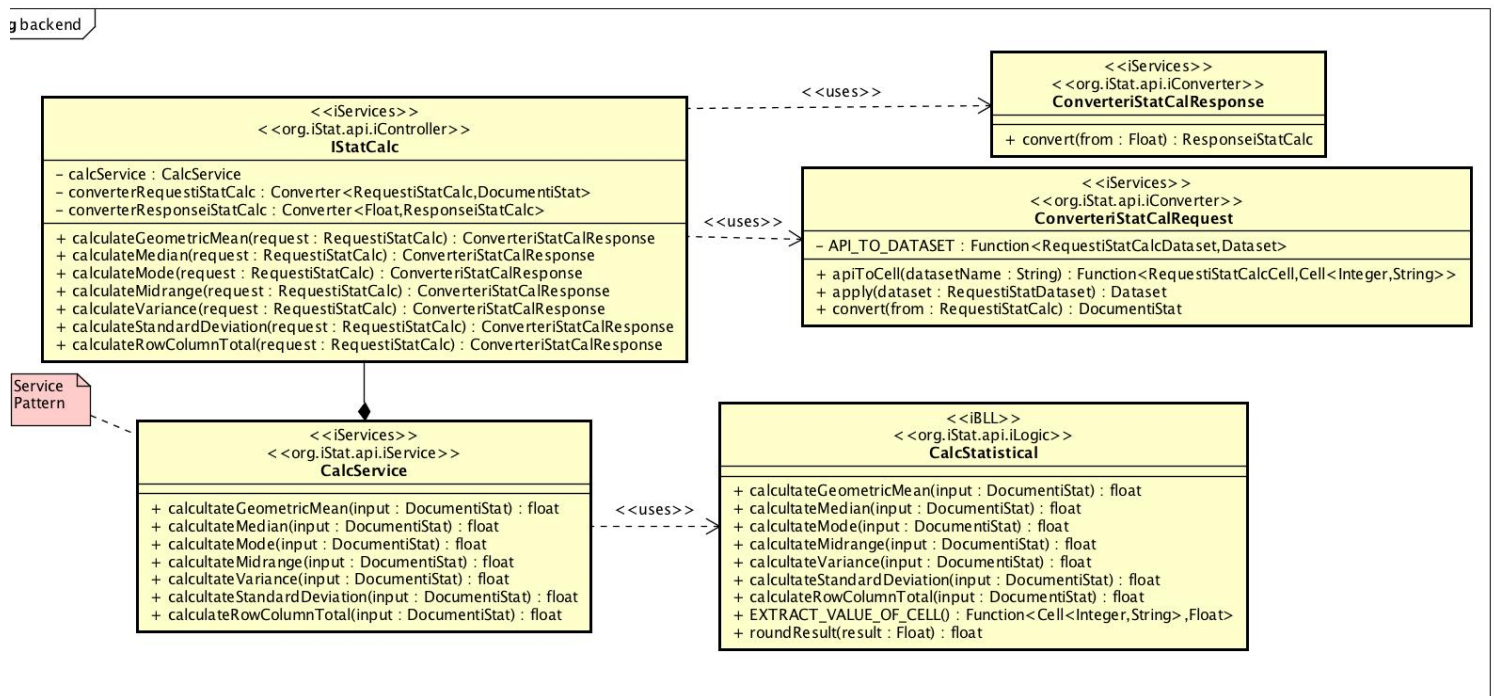 g backend
<<iServices>>
<<org.iStat.api.iController>>
IStatCalc
- calcService : CalcService
- converterRequestiStatCalc : Converter<RequestiStatCalc,DocumentiStat>
- converterResponseiStatCalc : Converter<Float,ResponseiStatCalc>
+ calculateGeometricMean(request : RequestiStatCalc) : ConverteriStatCalResponse
+ calculateMedian(request : RequestiStatCalc) : ConverteriStatCalResponse
+ calculateMode(request : RequestiStatCalc) : ConverteriStatCalResponse
+ calculateMidrange(request : RequestiStatCalc) : ConverteriStatCalResponse
+ calculateVariance(request : RequestiStatCalc) : ConverteriStatCalResponse
+ calculateStandardDeviation(request : RequestiStatCalc) : ConverteriStatCalResponse
+ calculateRowColumnTotal(request : RequestiStatCalc) : ConverteriStatCalResponse
<<uses>>
<<iServices>>
<<org.iStat.api.iConverter>>
ConverteriStatCalResponse
+ convert(from : Float) : ResponseiStatCalc
<<uses>>
<<iServices>>
<<org.iStat.api.iConverter>>
ConverteriStatCalRequest
- API_TO_DATASET : Function<RequestiStatCalcDataset,Dataset>
+ apiToCell(datasetName : String) : Function<RequestiStatCalcCell,Cell<Integer,String>>
+ apply(dataset : RequestiStatDataset) : Dataset
+ convert(from : RequestiStatCalc) : DocumentiStat
Service
Pattern
<<iServices>>
<<org.iStat.api.iService>>
CalcService
+ calcultateGeometricMean(input : DocumentiStat) : float
+ calcultateMedian(input : DocumentiStat) : float
+ calcultateMode(input : DocumentiStat) : float
+ calcultateMidrange(input : DocumentiStat) : float
+ calcultateVariance(input : DocumentiStat) : float
+ calcultateStandardDeviation(input : DocumentiStat) : float
+ calculateRowColumnTotal(input : DocumentiStat) : float
<<uses>>
<<iBLL>>
<<org.iStat.api.iLogic>>
CalcStatistical
+ calcultateGeometricMean(input : DocumentiStat) : float
+ calcultateMedian(input : DocumentiStat) : float
+ calcultateMode(input : DocumentiStat) : float
+ calcultateMidrange(input : DocumentiStat) : float
+ calcultateVariance(input : DocumentiStat) : float
+ calcultateStandardDeviation(input : DocumentiStat) : float
+ calculateRowColumnTotal(input : DocumentiStat) : float
+ EXTRACT_VALUE_OF_CELL() : Function<Cell<Integer,String>,Float>
+ roundResult(result : Float) : float